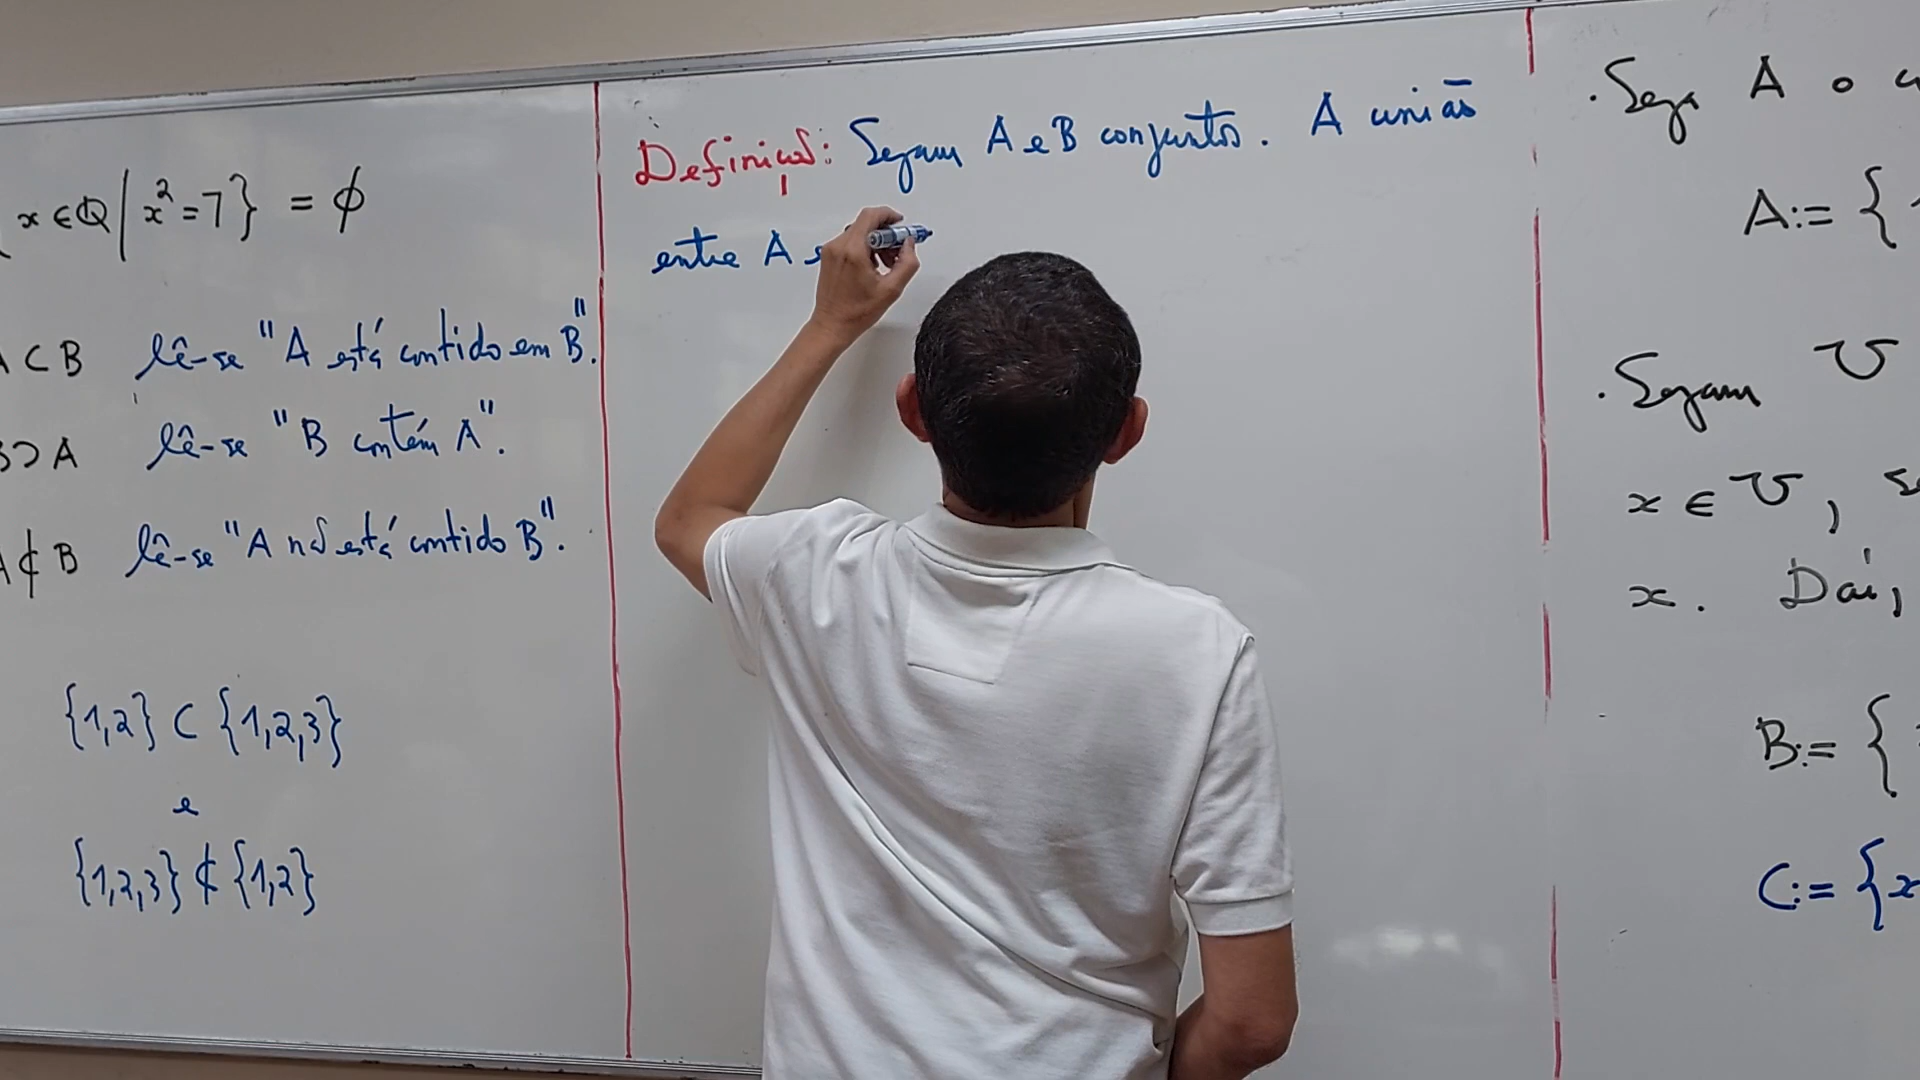 x ∈ Q | x² = 7} = ∅
A ⊂ B lê-se "A está contido em B".
B ⊃ A lê-se "B contém A".
A ⊄ B lê-se "A não está contido B".
{1,2} ⊂ {1,2,3}
e
{1,2,3} ⊄ {1,2}
Definição: Sejam A e B conjuntos. A união
entre A e
. Seja A o
A:= {
. Sejam U
x ∈ U,
x. Daí,
B:= {
C:= {x